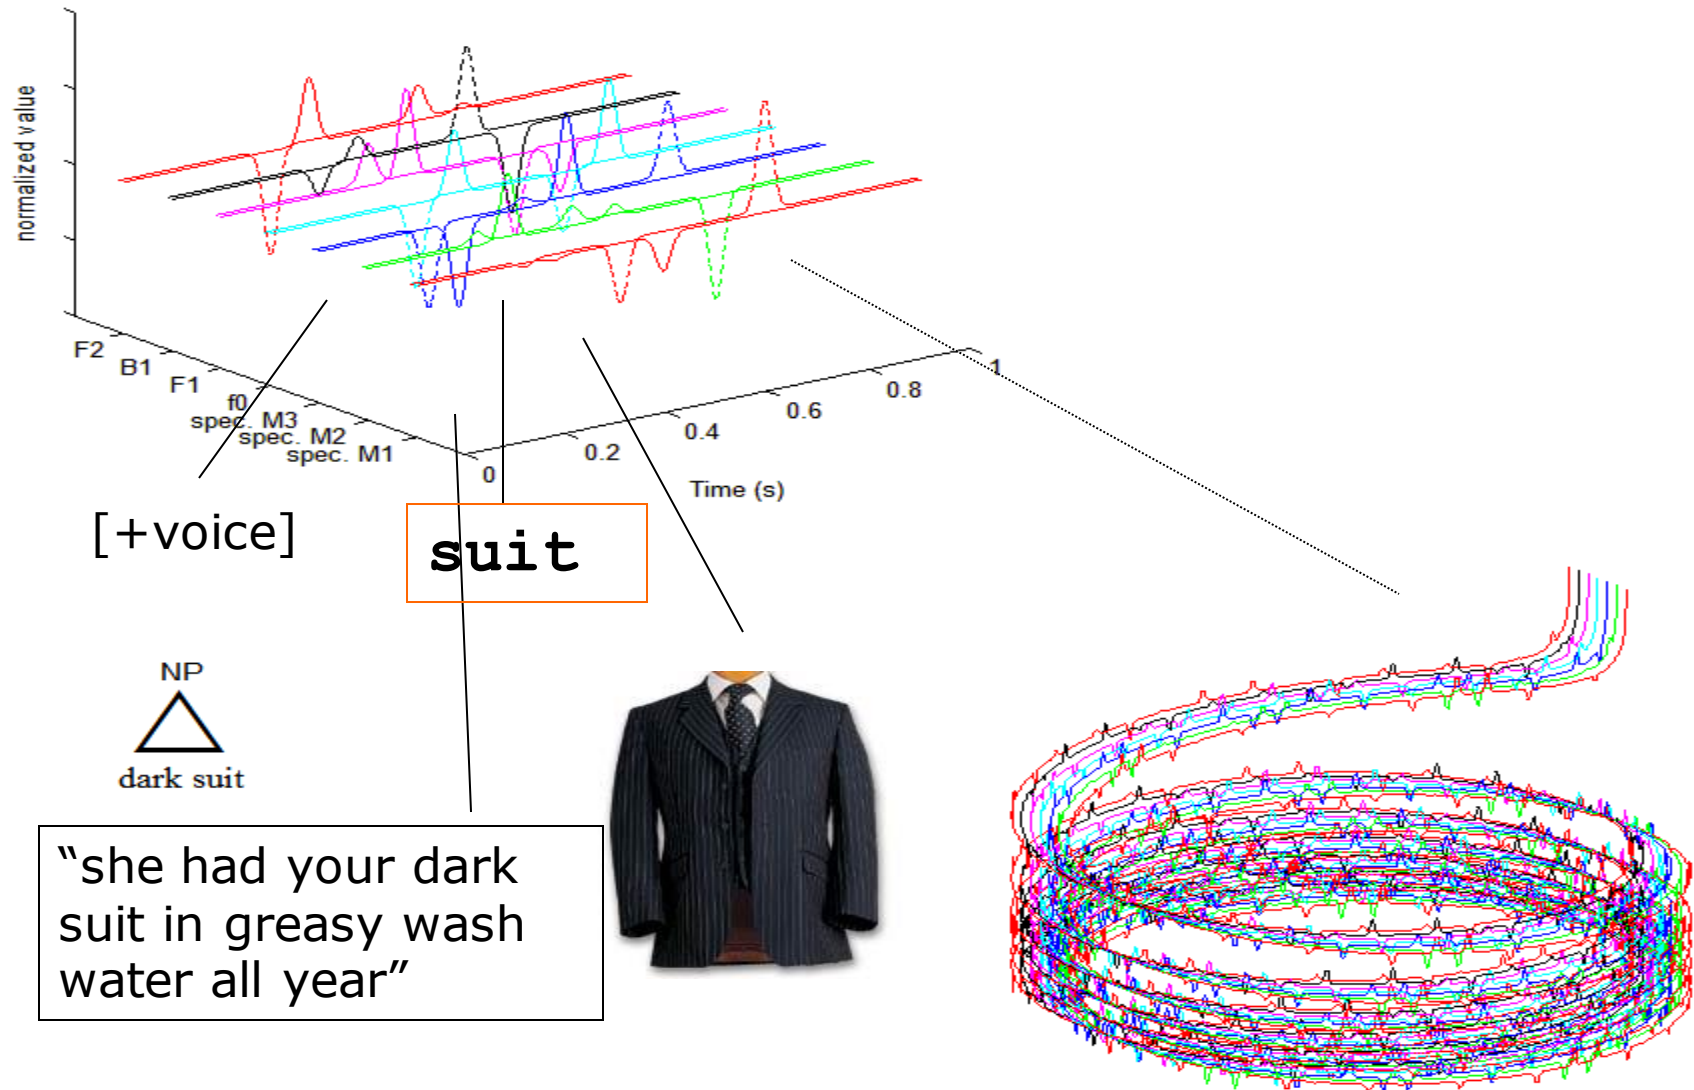 normalized value
F2
B1
F1
f0
spec. M3
spec. M2
spec. M1
0
0.2
0.4
0.6
0.8
1
Time (s)
[+voice]
suit
NP
dark suit
“she had your dark
suit in greasy wash
water all year”